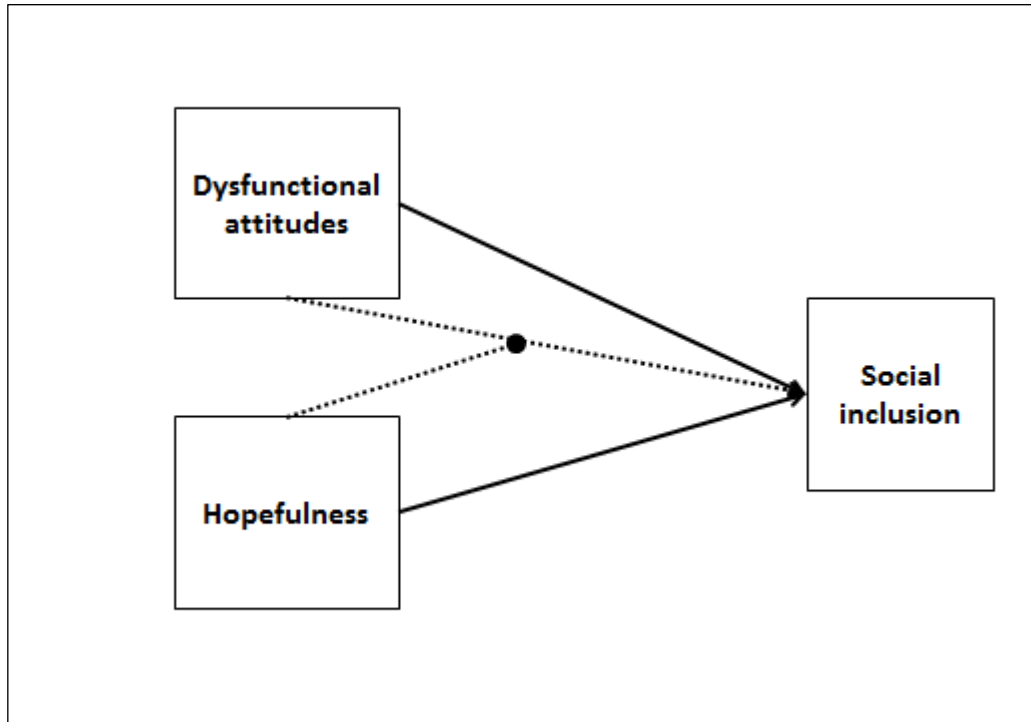 Dysfunctional
attitudes
Social
inclusion
Hopefulness